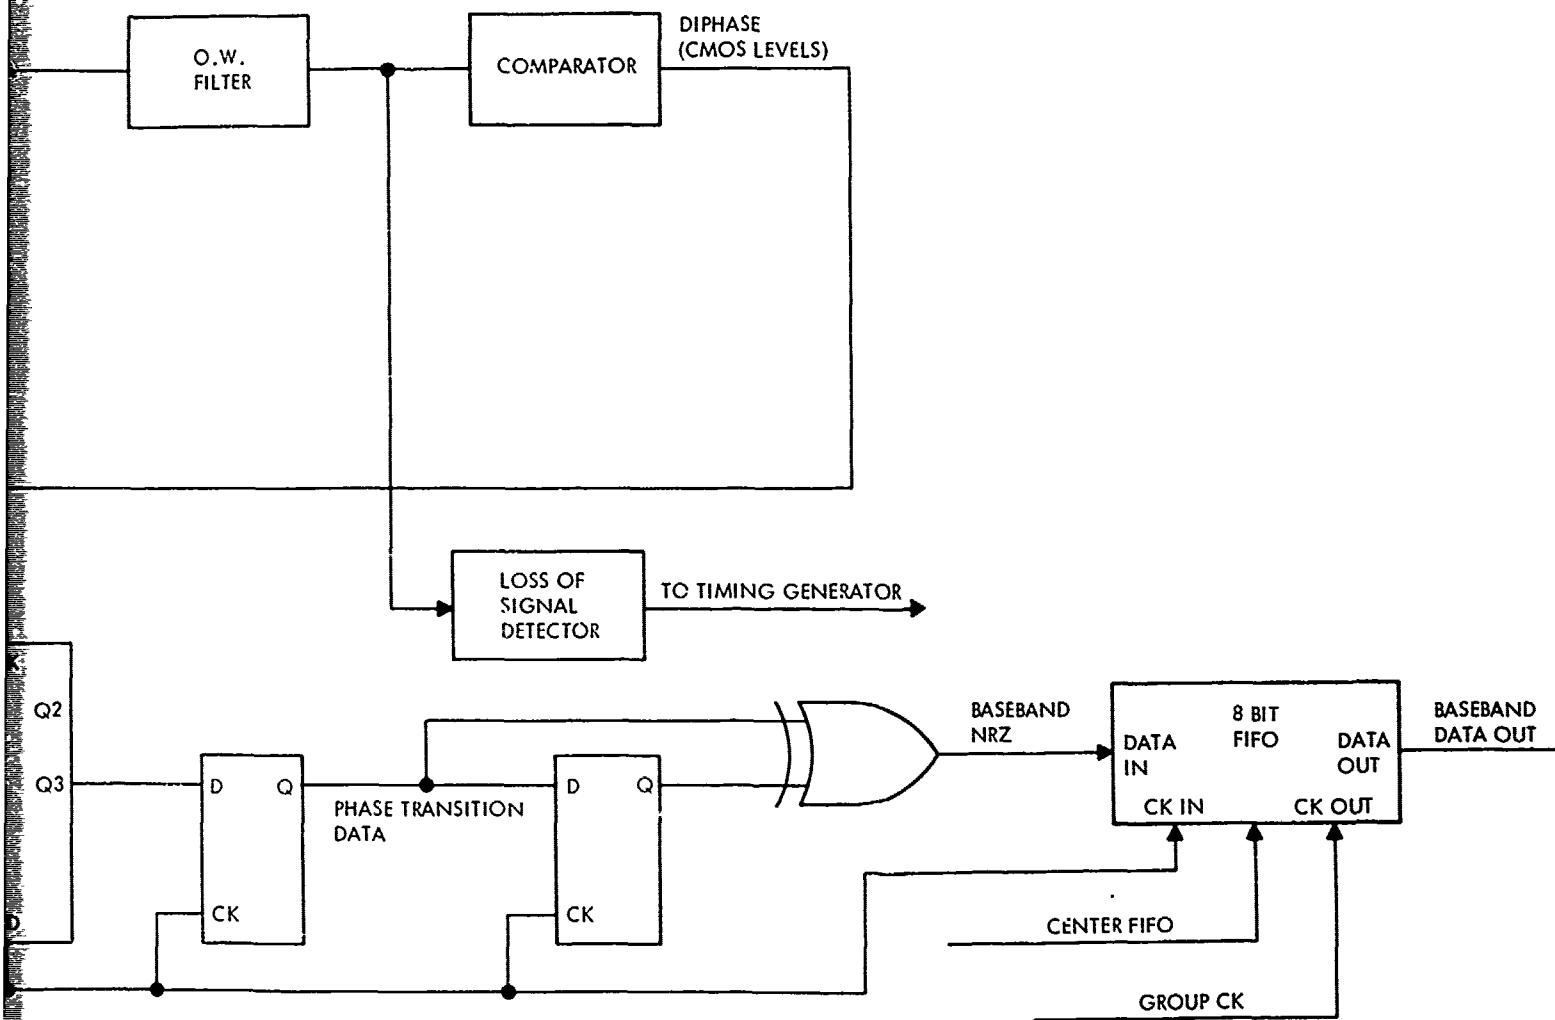 O.W.
FILTER
COMPARATOR
DIPHASE
(CMOS LEVELS)
LOSS OF
SIGNAL
DETECTOR
TO TIMING GENERATOR
Q2
Q3
D
Q
CK
PHASE TRANSITION
DATA
D
Q
CK
BASEBAND
NRZ
8 BIT
FIFO
DATA
IN
DATA
OUT
CK IN
CK OUT
BASEBAND
DATA OUT
CENTER FIFO
GROUP CK